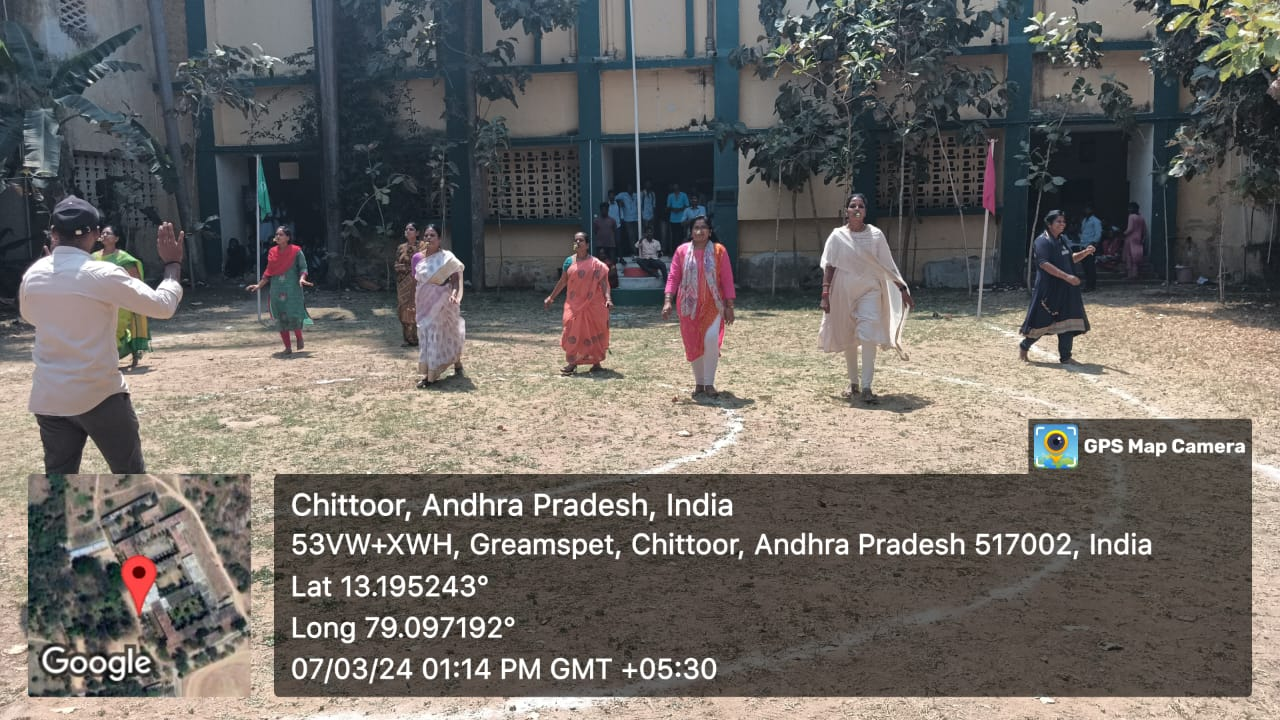 GPS Map Camera
Chittoor, Andhra Pradesh, India
53VW+XWH, Greamspet, Chittoor, Andhra Pradesh 517002, India
Lat 13.195243°
Long 79.097192°
07/03/24 01:14 PM GMT +05:30
Google